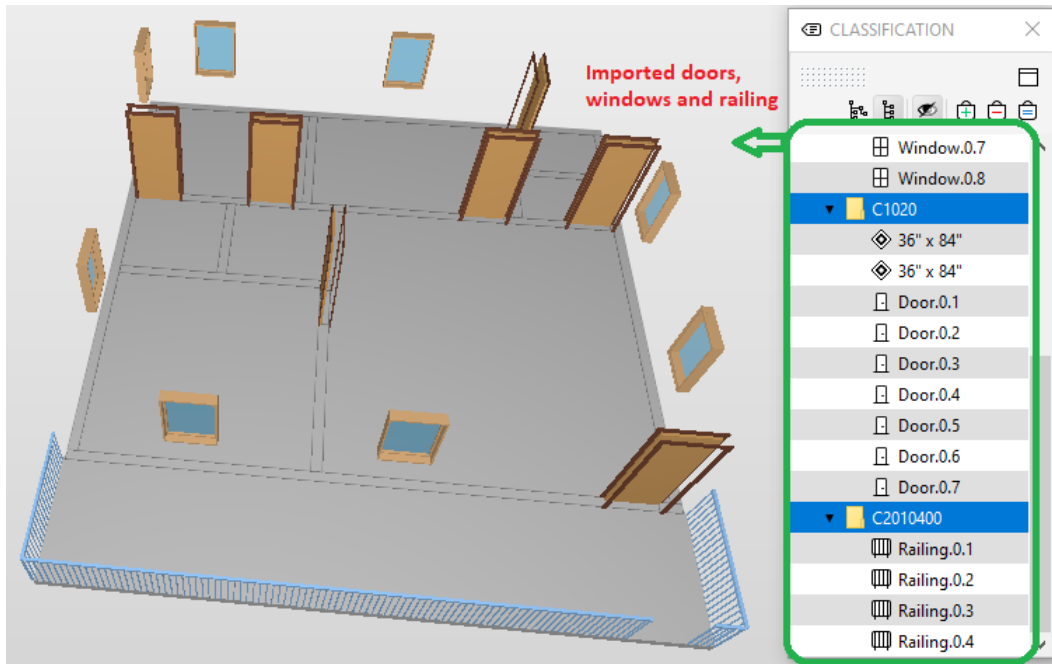 CLASSIFICATION
Imported doors,
windows and railing
Window.0.7
Window.0.8
C1020
36" x 84"
36" x 84"
Door.0.1
Door.0.2
Door.0.3
Door.0.4
Door.0.5
Door.0.6
Door.0.7
C2010400
Railing.0.1
Railing.0.2
Railing.0.3
Railing.0.4